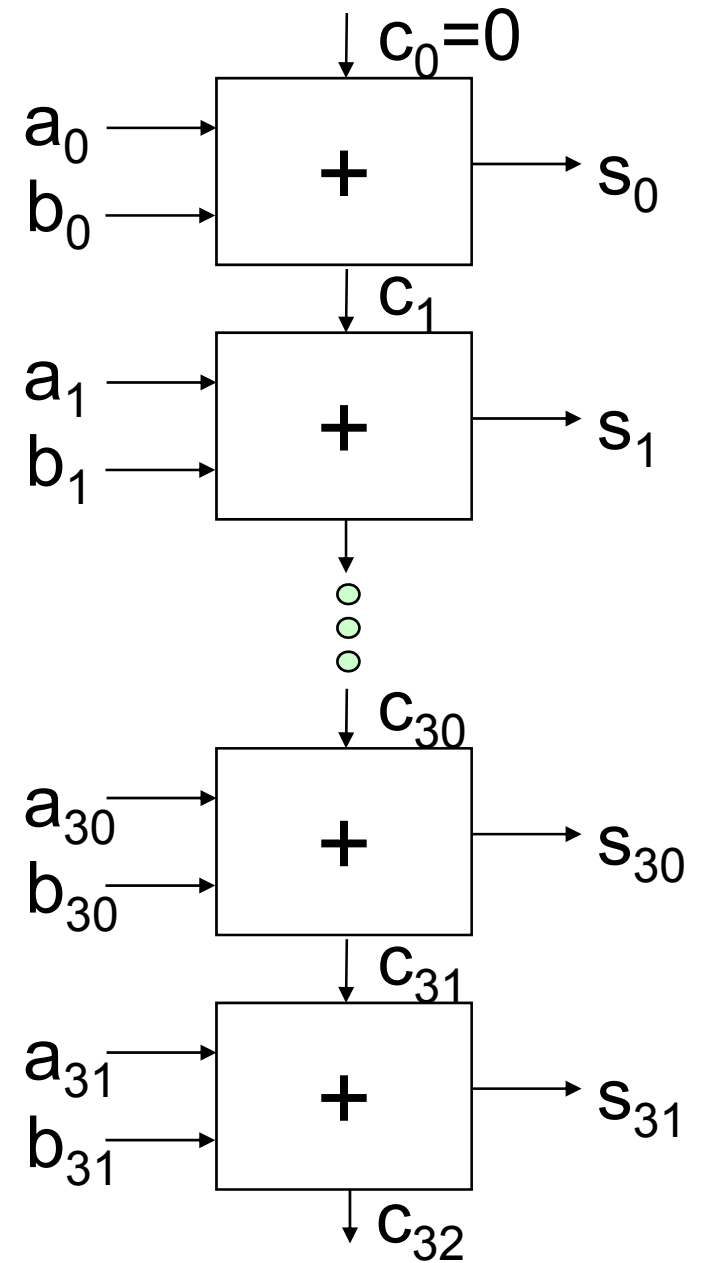 c₀=0
a₀
+
s₀
b₀
c₁
a₁
+
s₁
b₁
c₃₀
a₃₀
+
s₃₀
b₃₀
c₃₁
a₃₁
+
s₃₁
b₃₁
c₃₂